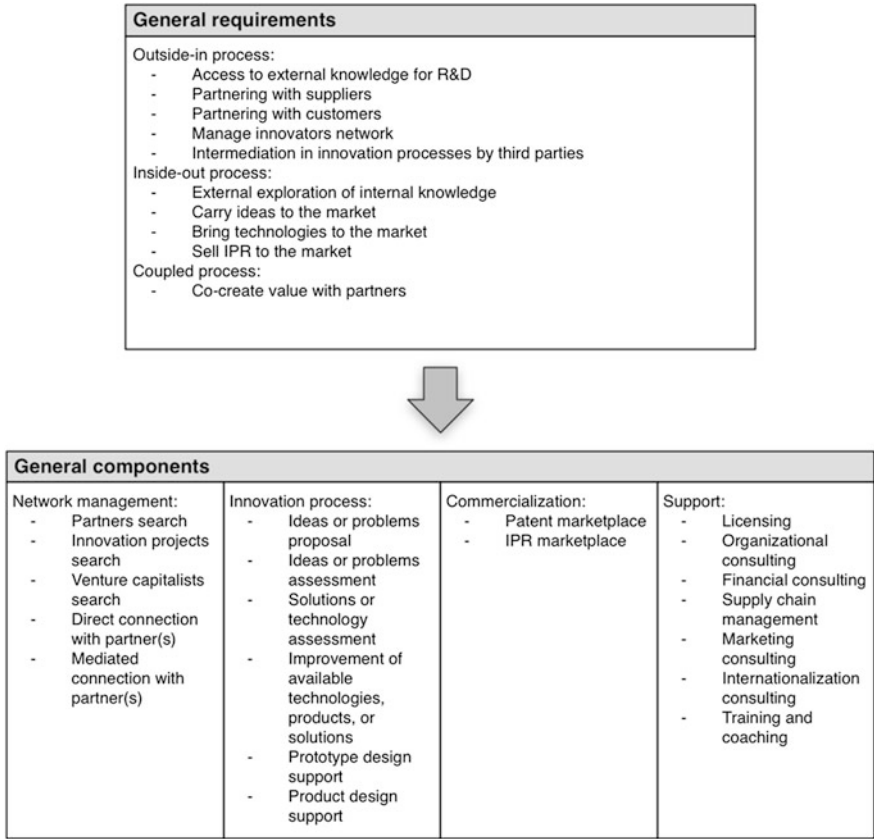 General requirements
Outside-in process:
- Access to external knowledge for R&D
- Partnering with suppliers
- Partnering with customers
- Manage innovators network
- Intermediation in innovation processes by third parties
Inside-out process:
- External exploration of internal knowledge
- Carry ideas to the market
- Bring technologies to the market
- Sell IPR to the market
Coupled process:
- Co-create value with partners
General components
Network management:
- Partners search
- Innovation projects
search
- Venture capitalists
search
- Direct connection
with partner(s)
- Mediated
connection with
partner(s)
Innovation process:
- Ideas or problems
proposal
- Ideas or problems
assessment
- Solutions or
technology
assessment
- Improvement of
available
technologies,
products, or
solutions
- Prototype design
support
- Product design
support
Commercialization:
- Patent marketplace
- IPR marketplace
Support:
- Licensing
- Organizational
consulting
- Financial consulting
- Supply chain
management
- Marketing
consulting
- Internationalization
consulting
- Training and
coaching